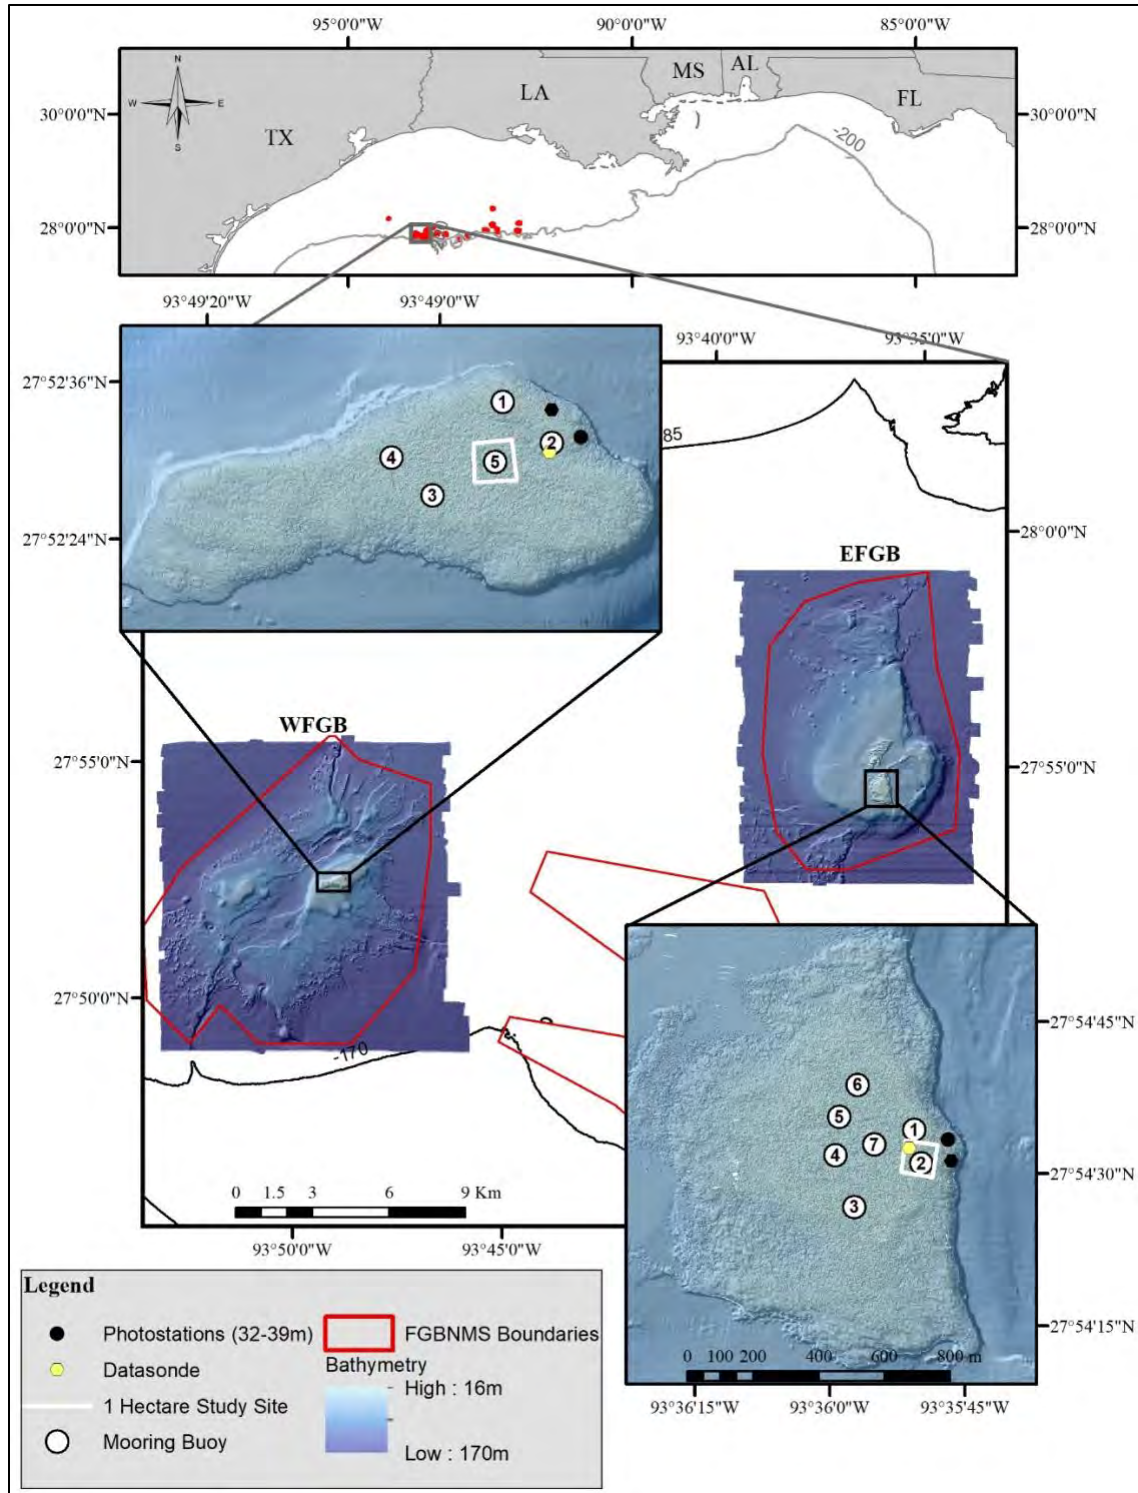 95°0'0"W 90°0'0"W 85°0'0"W
N
W E
S
MS AL
LA FL
TX
30°0'0"N 30°0'0"N
-200
28°0'0"N 28°0'0"N
93°49'20"W 93°49'0"W
93°40'0"W 93°35'0"W
27°52'36"N
1
2
85
4 5
3
27°52'24"N
28°0'0"N
EFGB
WFGB
27°55'0"N 27°55'0"N
27°50'0"N
-170
27°54'45"N
6
5
1
7
4 2
27°54'30"N
3
0 1.5 3 6 9 Km
93°50'0"W 93°45'0"W
27°54'15"N
0 100 200 400 600 800 m
93°36'15"W 93°36'0"W 93°35'45"W
Legend
Photostations (32-39m)
Datasonde
1 Hectare Study Site
Mooring Buoy
FGBNMS Boundaries
Bathymetry
High : 16m
Low : 170m